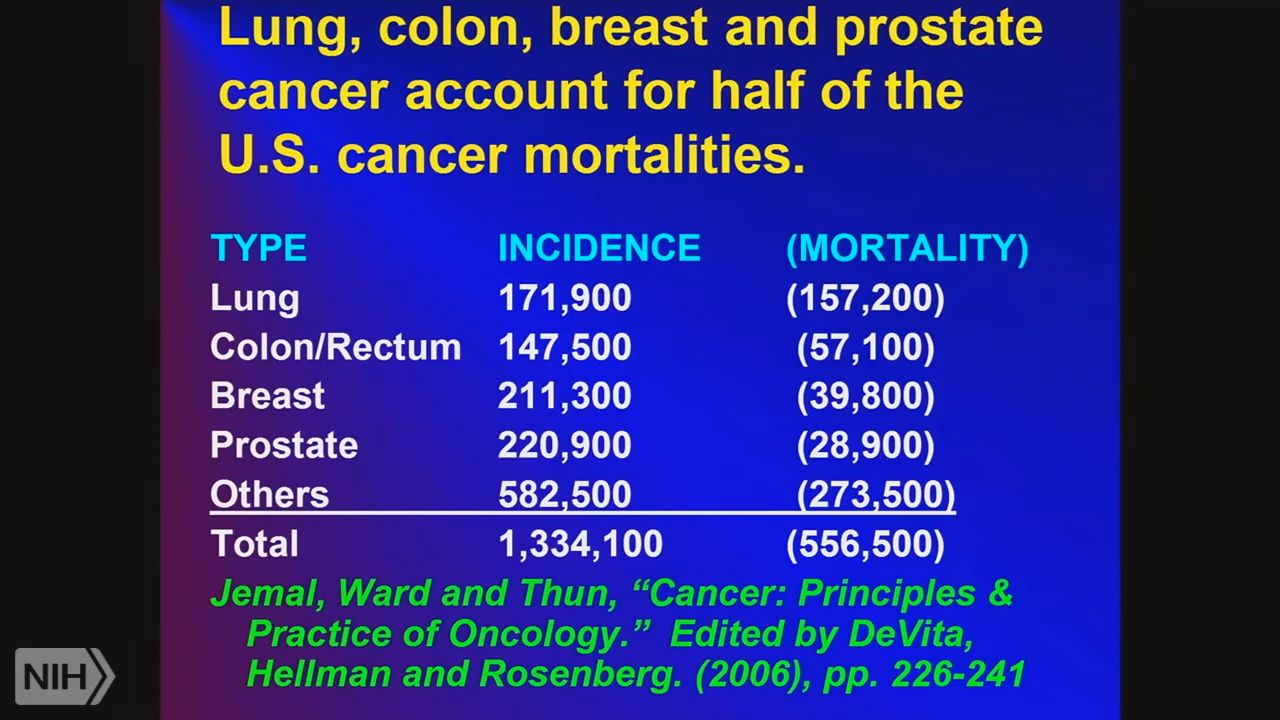 Lung, colon, breast and prostate
cancer account for half of the
U.S. cancer mortalities.
TYPE INCIDENCE (MORTALITY)
Lung 171,900 (157,200)
Colon/Rectum 147,500 (57,100)
Breast 211,300 (39,800)
Prostate 220,900 (28,900)
Others 582,500 (273,500)
Total 1,334,100 (556,500)
Jemal, Ward and Thun, “Cancer: Principles &
Practice of Oncology.” Edited by DeVita,
Hellman and Rosenberg. (2006), pp. 226-241
NIH